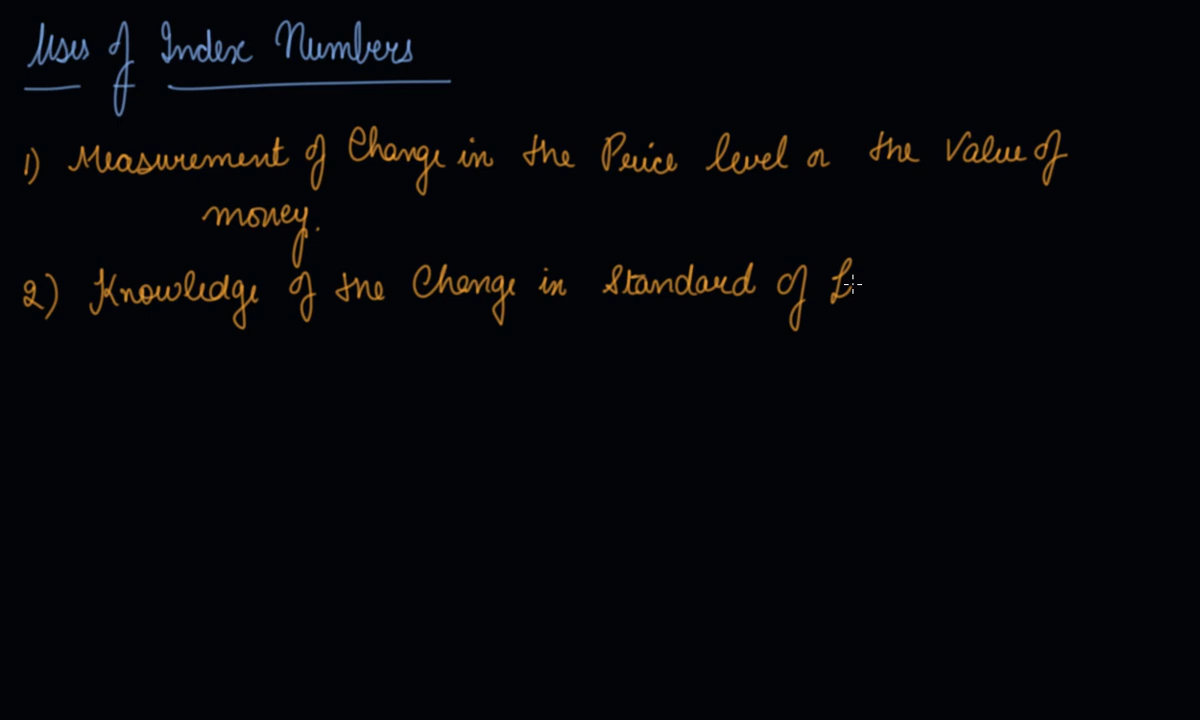 Uses of Index Numbers
1) Measurement of Change in the Price level or the Value of
money.
2) Knowledge of the Change in Standard of L